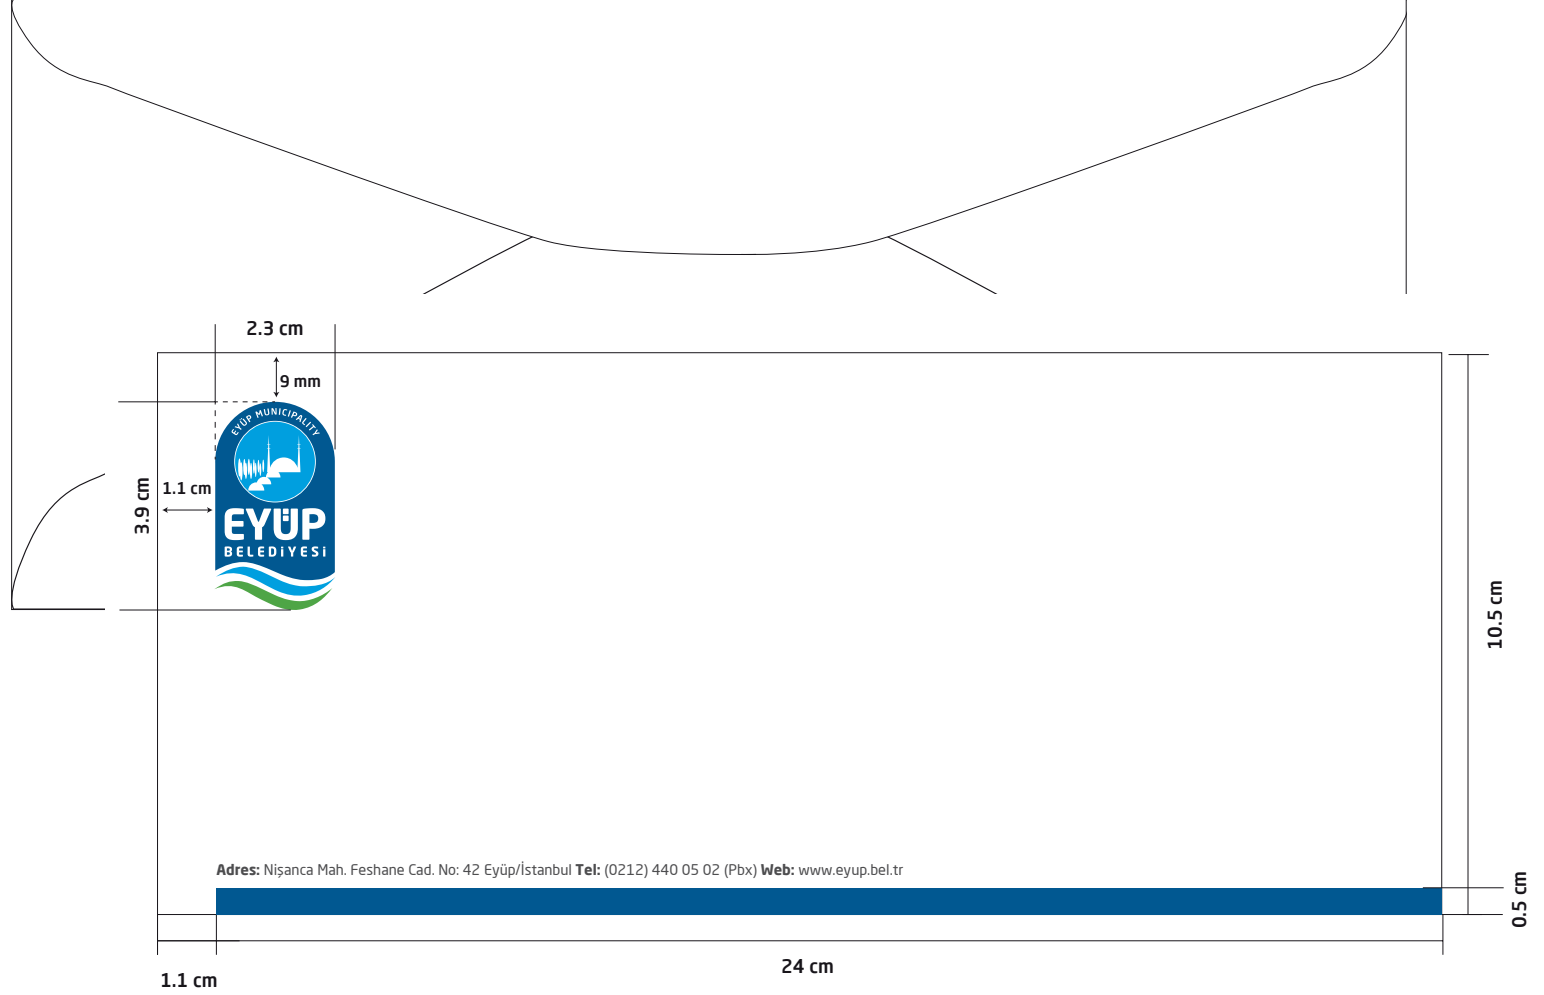 2.3 cm
9 mm
EYÜP MUNICIPALITY
1.1 cm
3.9 cm
EYÜP
BELEDİYESİ
10.5 cm
Adres: Nişanca Mah. Feshane Cad. No: 42 Eyüp/İstanbul Tel: (0212) 440 05 02 (Pbx) Web: www.eyup.bel.tr
0.5 cm
24 cm
1.1 cm